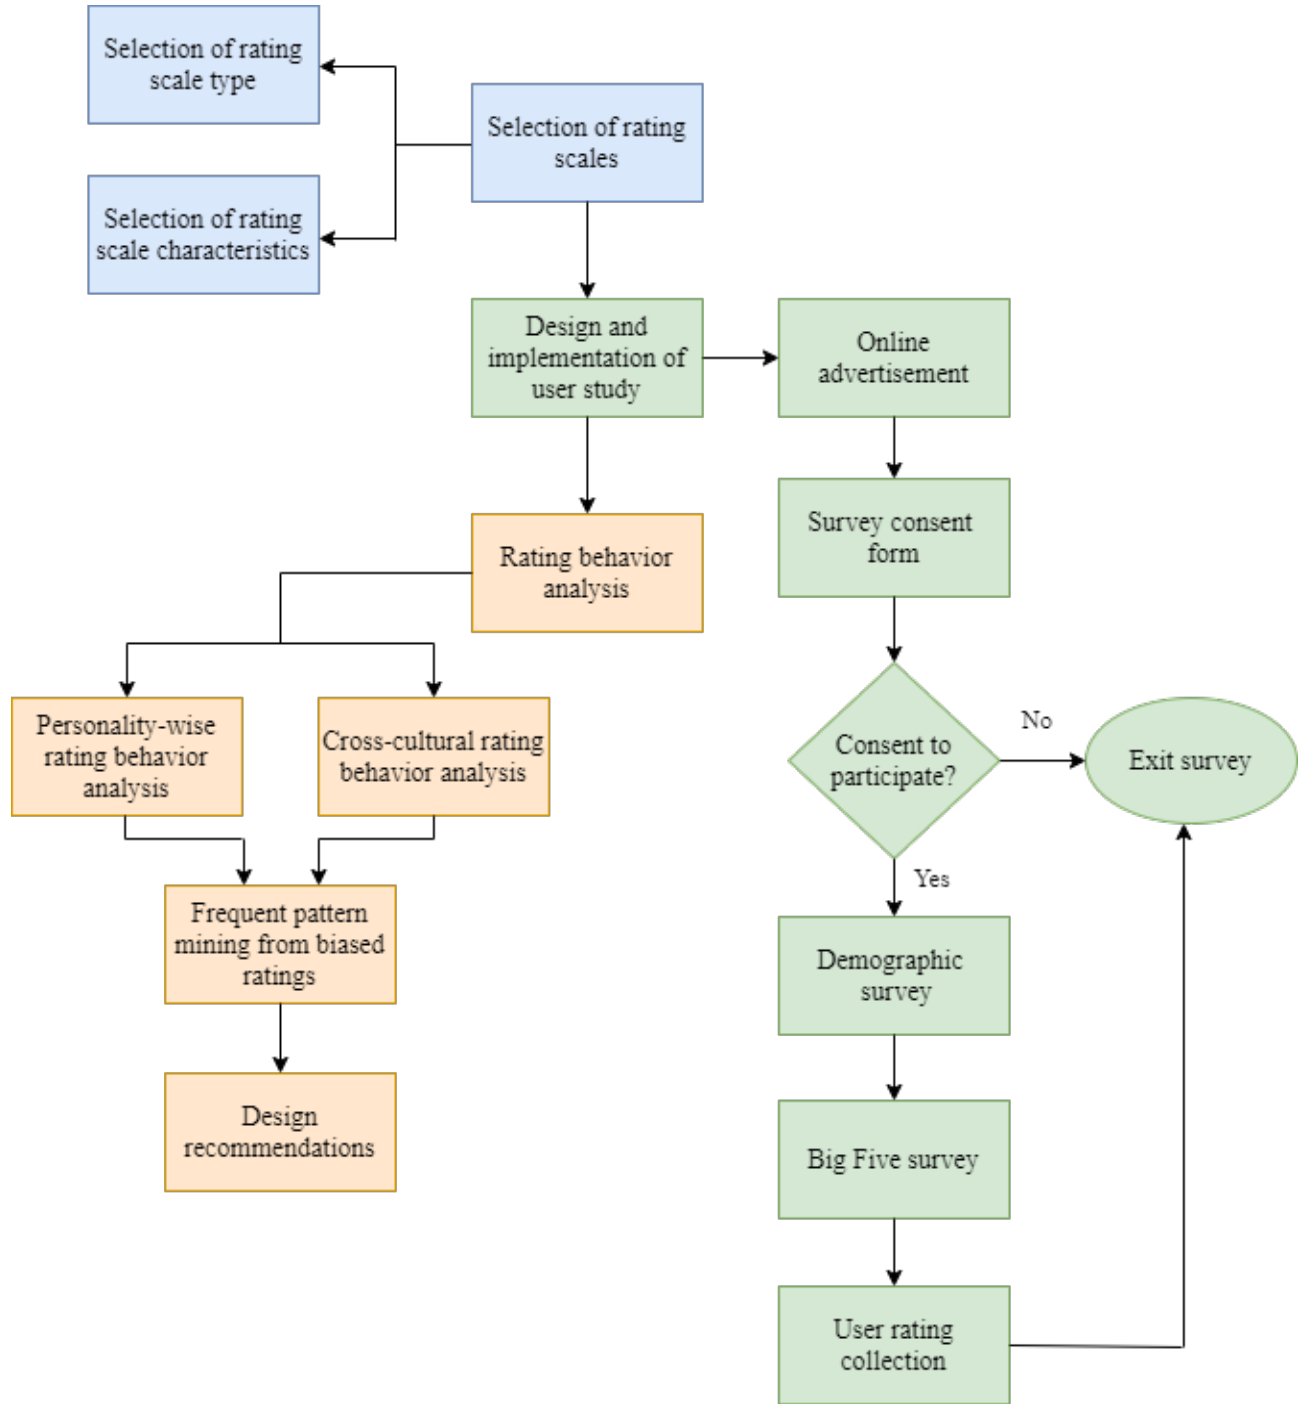 Selection of rating
scale type
Selection of rating
scales
Selection of rating
scale characteristics
Design and
implementation of
user study
Online
advertisement
Survey consent
form
Rating behavior
analysis
Personality-wise
rating behavior
analysis
Cross-cultural rating
behavior analysis
Consent to
participate?
No
Exit survey
Yes
Frequent pattern
mining from biased
ratings
Demographic
survey
Design
recommendations
Big Five survey
User rating
collection